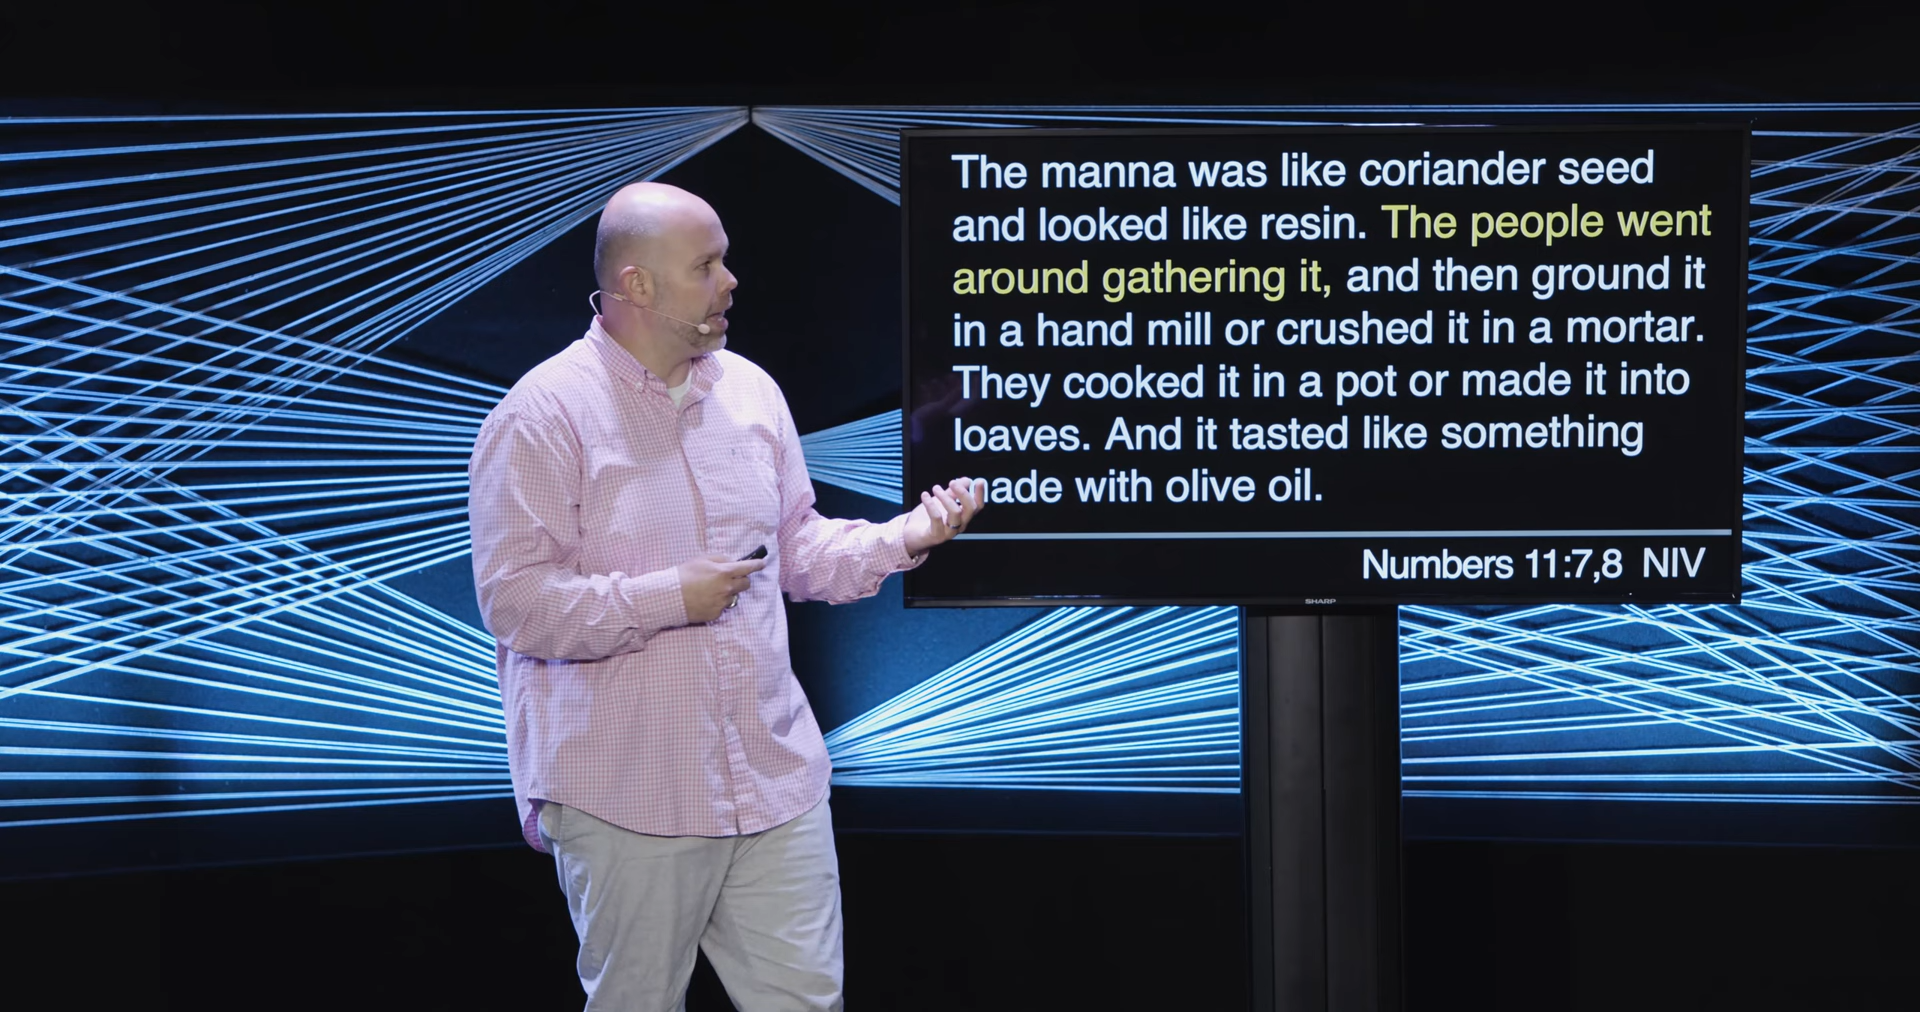 The manna was like coriander seed
and looked like resin. The people went
around gathering it, and then ground it
in a hand mill or crushed it in a mortar.
They cooked it in a pot or made it into
loaves. And it tasted like something
made with olive oil.
Numbers 11:7,8 NIV
SHARP